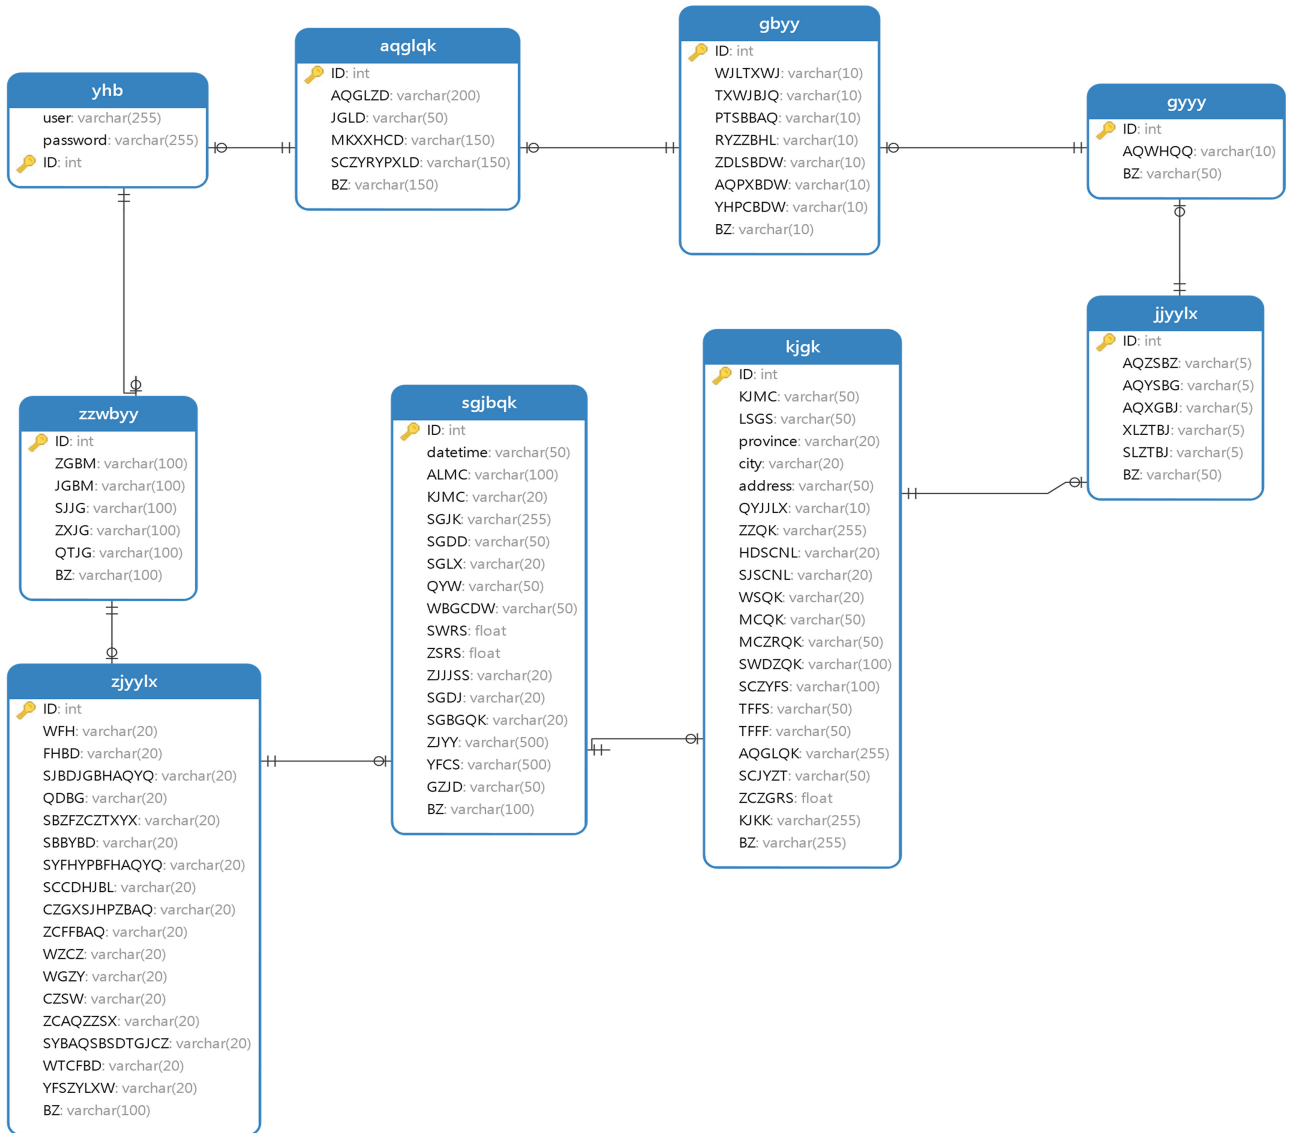 yhb
user: varchar(255)
password: varchar(255)
ID: int
aqglqk
ID: int
AQGLZD: varchar(200)
JGLD: varchar(50)
MKXXHCD: varchar(150)
SCZYRYPXLD: varchar(150)
BZ: varchar(150)
gbyy
ID: int
WJLTXWJ: varchar(10)
TXWJBJQ: varchar(10)
PTSBBAQ: varchar(10)
RYZZBHL: varchar(10)
ZDLSBDW: varchar(10)
AQPXBDW: varchar(10)
YHPCBDW: varchar(10)
BZ: varchar(10)
gyyy
ID: int
AQWHQQ: varchar(10)
BZ: varchar(50)
jjyylx
ID: int
AQZSBZ: varchar(5)
AQYSBG: varchar(5)
AQXGBJ: varchar(5)
XLZTBJ: varchar(5)
SLZTBJ: varchar(5)
BZ: varchar(50)
kjgk
ID: int
KJMC: varchar(50)
LSGS: varchar(50)
province: varchar(20)
city: varchar(20)
address: varchar(50)
QYJJLX: varchar(10)
ZZQK: varchar(255)
HDSCNL: varchar(20)
SJSCNL: varchar(20)
WSQK: varchar(20)
MCQK: varchar(50)
MCZRQK: varchar(50)
SWDZQK: varchar(100)
SCZYFS: varchar(100)
TFFS: varchar(50)
TFFF: varchar(50)
AQGLQK: varchar(255)
SCJYZT: varchar(50)
ZCZGRS: float
KJKK: varchar(255)
BZ: varchar(255)
sgjbqk
ID: int
datetime: varchar(50)
ALMC: varchar(100)
KJMC: varchar(20)
SGJK: varchar(255)
SGDD: varchar(50)
SGLX: varchar(20)
QYW: varchar(50)
WBGCDW: varchar(50)
SWRS: float
ZSRS: float
ZJJJSS: varchar(20)
SGDJ: varchar(20)
SGBGQK: varchar(20)
ZJYY: varchar(500)
YFCS: varchar(500)
GZJD: varchar(50)
BZ: varchar(100)
zzwbyy
ID: int
ZGBM: varchar(100)
JGBM: varchar(100)
SJJG: varchar(100)
ZXJG: varchar(100)
QTJG: varchar(100)
BZ: varchar(100)
zjyylx
ID: int
WFH: varchar(20)
FHBD: varchar(20)
SJBDJGBHAQYQ: varchar(20)
QDBG: varchar(20)
SBZFZCZTXYX: varchar(20)
SBBYBD: varchar(20)
SYFHYPBFHAQYQ: varchar(20)
SCCDHJBL: varchar(20)
CZGXSJHPZBAQ: varchar(20)
ZCFFBAQ: varchar(20)
WZCZ: varchar(20)
WGZY: varchar(20)
CZSW: varchar(20)
ZCAQZZSX: varchar(20)
SYBAQSBSDTGJCZ: varchar(20)
WTCFBD: varchar(20)
YFSZYLXW: varchar(20)
BZ: varchar(100)